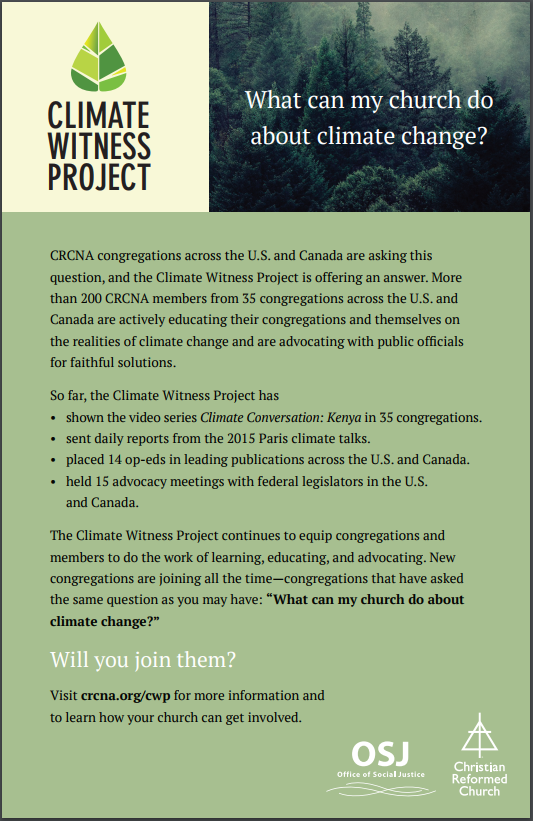 CLIMATE
WITNESS
PROJECT
What can my church do
about climate change?
CRCNA congregations across the U.S. and Canada are asking this
question, and the Climate Witness Project is offering an answer. More
than 200 CRCNA members from 35 congregations across the U.S. and
Canada are actively educating their congregations and themselves on
the realities of climate change and are advocating with public officials
for faithful solutions.
So far, the Climate Witness Project has
• shown the video series Climate Conversation: Kenya in 35 congregations.
• sent daily reports from the 2015 Paris climate talks.
• placed 14 op-eds in leading publications across the U.S. and Canada.
• held 15 advocacy meetings with federal legislators in the U.S.
and Canada.
The Climate Witness Project continues to equip congregations and
members to do the work of learning, educating, and advocating. New
congregations are joining all the time—congregations that have asked
the same question as you may have: “What can my church do about
climate change?”
Will you join them?
Visit crcna.org/cwp for more information and
to learn how your church can get involved.
OSJ
Office of Social Justice
Christian
Reformed
Church